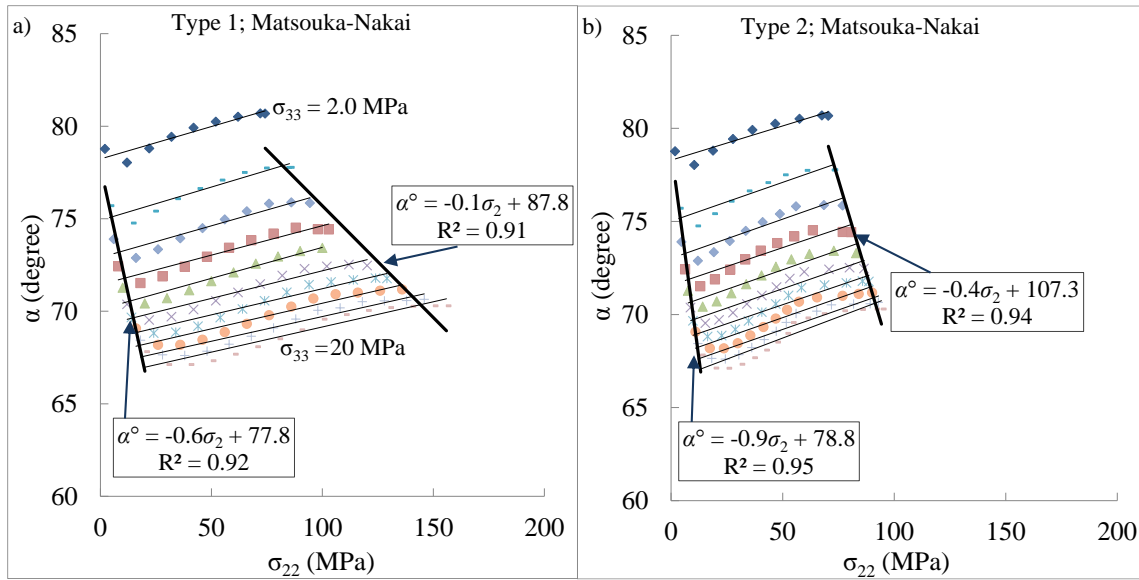 a)
Type 1; Matsouka-Nakai
85
80
75
70
65
60
α (degree)
σ33 = 2.0 MPa
α° = -0.1σ2 + 87.8
R² = 0.91
σ33 =20 MPa
α° = -0.6σ2 + 77.8
R² = 0.92
0 50 100 150 200
σ22 (MPa)
b)
Type 2; Matsouka-Nakai
85
80
75
70
65
60
α (degree)
α° = -0.4σ2 + 107.3
R² = 0.94
α° = -0.9σ2 + 78.8
R² = 0.95
0 50 100 150 200
σ22 (MPa)